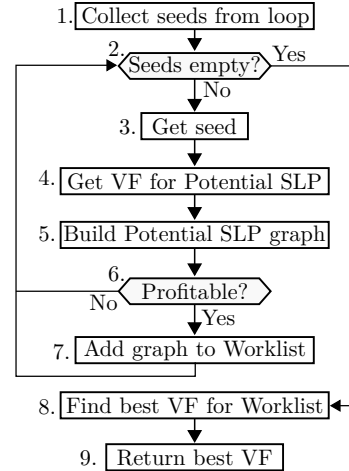 1. Collect seeds from loop
2. Seeds empty? Yes
No
3. Get seed
4. Get VF for Potential SLP
5. Build Potential SLP graph
6. Profitable?
No
Yes
7. Add graph to Worklist
8. Find best VF for Worklist
9. Return best VF